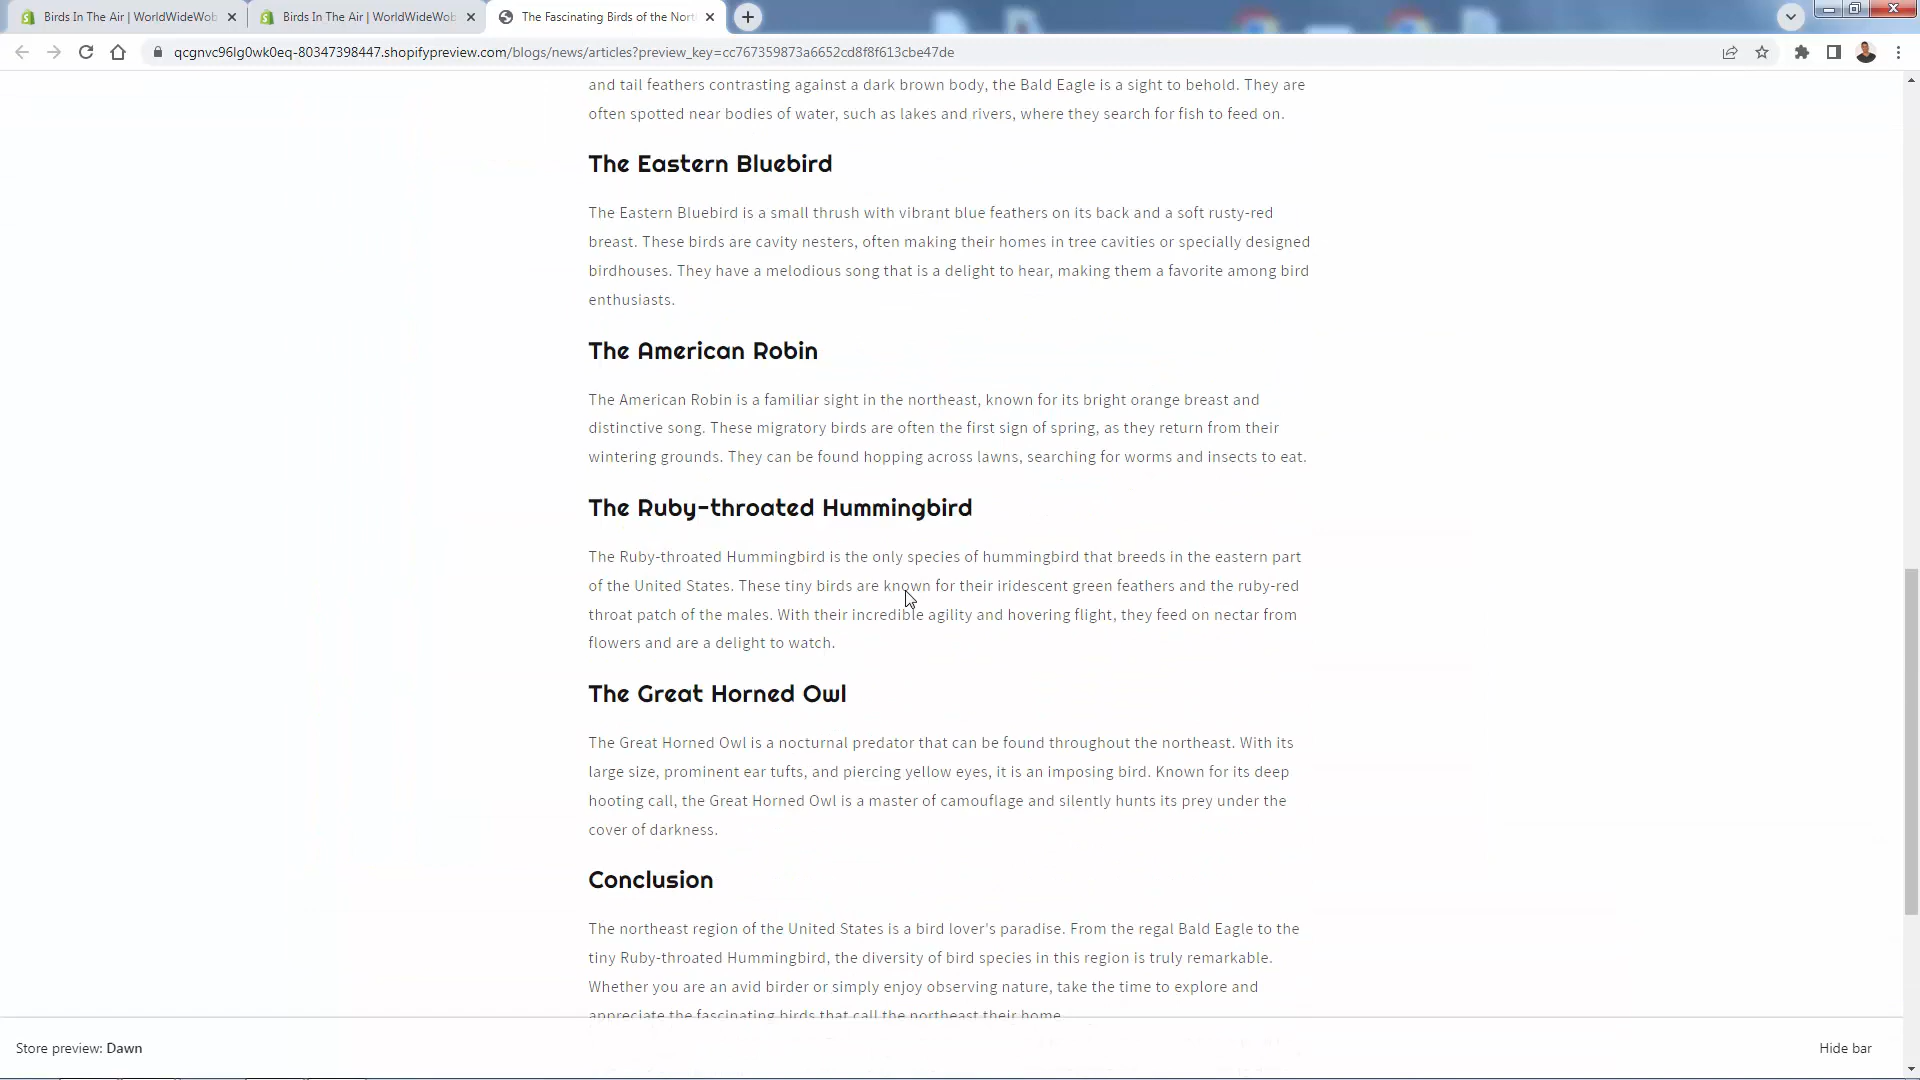 Birds In The Air | WorldWideWob
Birds In The Air | WorldWideWob
The Fascinating Birds of the Nort
qcgnvc96lg0wk0eq-80347398447.shopifypreview.com/blogs/news/articles?preview_key=cc767359873a6652cd8f8f613cbe47de
and tail feathers contrasting against a dark brown body, the Bald Eagle is a sight to behold. They are
often spotted near bodies of water, such as lakes and rivers, where they search for fish to feed on.
The Eastern Bluebird
The Eastern Bluebird is a small thrush with vibrant blue feathers on its back and a soft rusty-red
breast. These birds are cavity nesters, often making their homes in tree cavities or specially designed
birdhouses. They have a melodious song that is a delight to hear, making them a favorite among bird
enthusiasts.
The American Robin
The American Robin is a familiar sight in the northeast, known for its bright orange breast and
distinctive song. These migratory birds are often the first sign of spring, as they return from their
wintering grounds. They can be found hopping across lawns, searching for worms and insects to eat.
The Ruby-throated Hummingbird
The Ruby-throated Hummingbird is the only species of hummingbird that breeds in the eastern part
of the United States. These tiny birds are known for their iridescent green feathers and the ruby-red
throat patch of the males. With their incredible agility and hovering flight, they feed on nectar from
flowers and are a delight to watch.
The Great Horned Owl
The Great Horned Owl is a nocturnal predator that can be found throughout the northeast. With its
large size, prominent ear tufts, and piercing yellow eyes, it is an imposing bird. Known for its deep
hooting call, the Great Horned Owl is a master of camouflage and silently hunts its prey under the
cover of darkness.
Conclusion
The northeast region of the United States is a bird lover's paradise. From the regal Bald Eagle to the
tiny Ruby-throated Hummingbird, the diversity of bird species in this region is truly remarkable.
Whether you are an avid birder or simply enjoy observing nature, take the time to explore and
appreciate the fascinating birds that call the northeast their home.
Store preview: Dawn
Hide bar